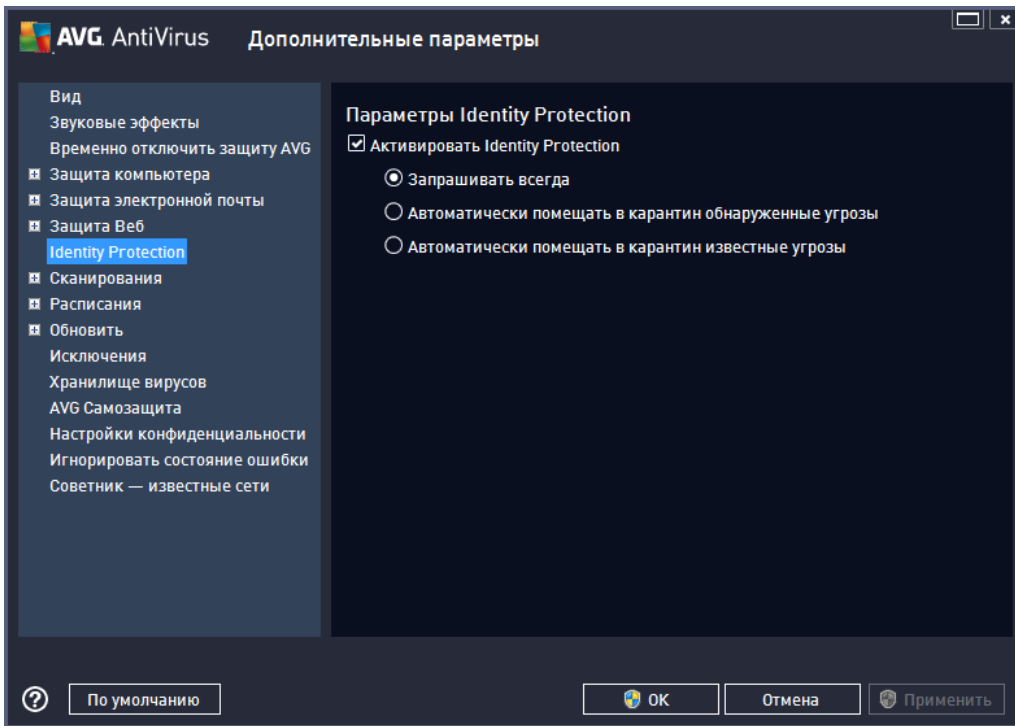 AVG. AntiVirus Дополнительные параметры
Вид
Звуковые эффекты
Временно отключить защиту AVG
Защита компьютера
Защита электронной почты
Защита Веб
Identity Protection
Сканирования
Расписания
Обновить
Исключения
Хранилище вирусов
AVG Самозащита
Настройки конфиденциальности
Игнорировать состояние ошибки
Советник — известные сети
Параметры Identity Protection
Активировать Identity Protection
Запрашивать всегда
Автоматически помещать в карантин обнаруженные угрозы
Автоматически помещать в карантин известные угрозы
? По умолчанию OK Отмена Применить